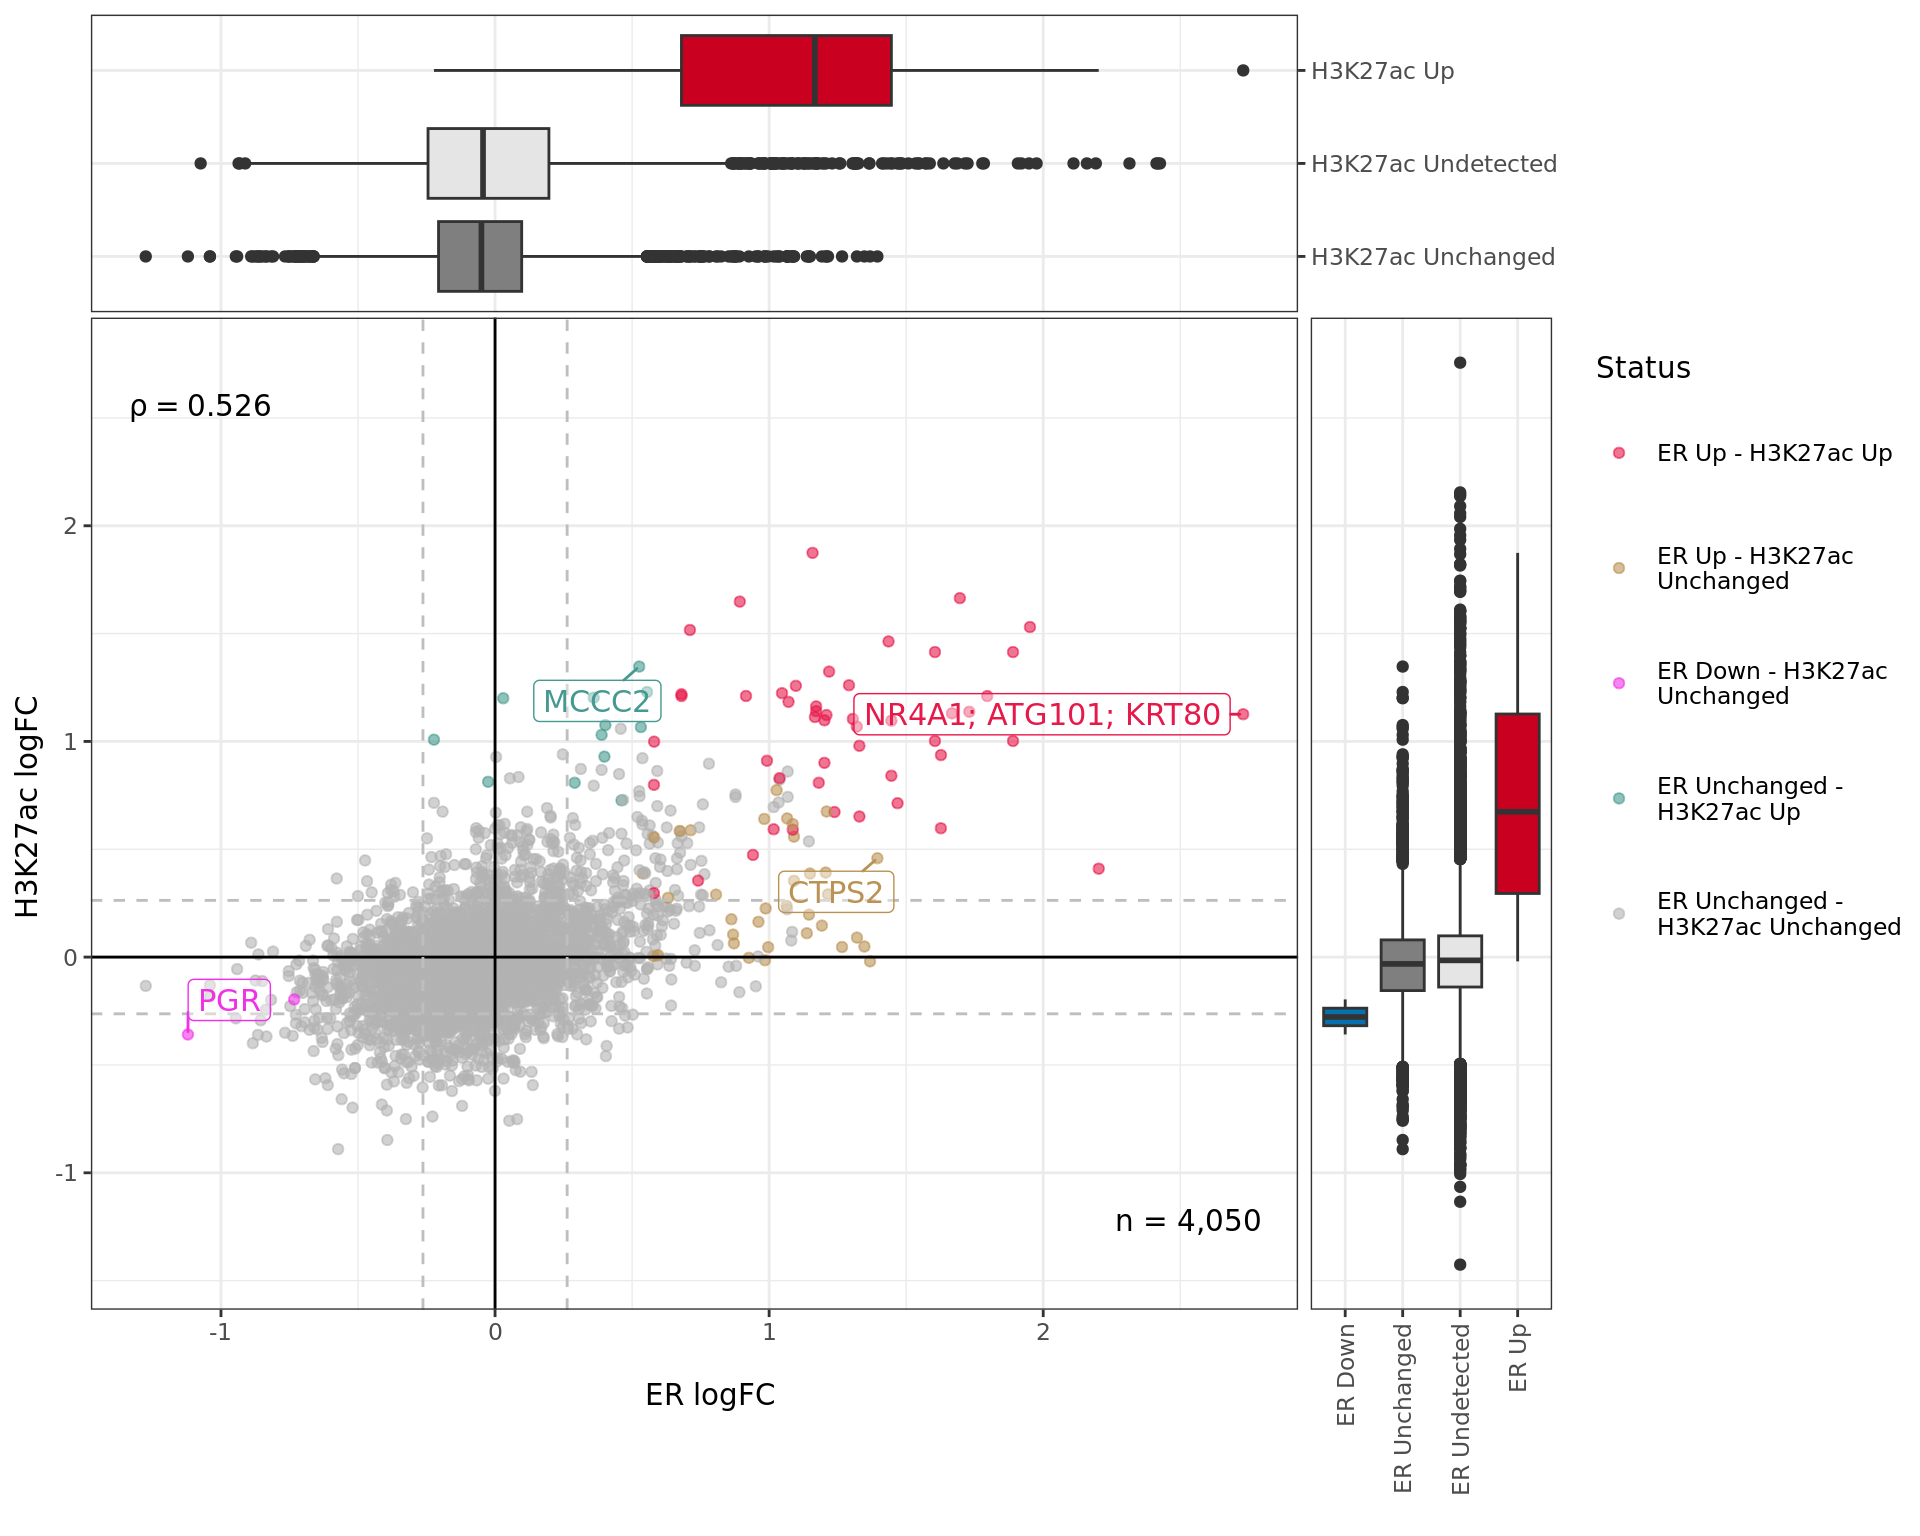 H3K27ac Up
H3K27ac Undetected
H3K27ac Unchanged
ρ = 0.526
MCCC2
NR4A1; ATG101; KRT80
CTPS2
PGR
n = 4,050
H3K27ac logFC
2
1
0
-1
-1
0
1
2
ER logFC
ER Down
ER Unchanged
ER Undetected
ER Up
Status
ER Up - H3K27ac Up
ER Up - H3K27ac
Unchanged
ER Down - H3K27ac
Unchanged
ER Unchanged -
H3K27ac Up
ER Unchanged -
H3K27ac Unchanged